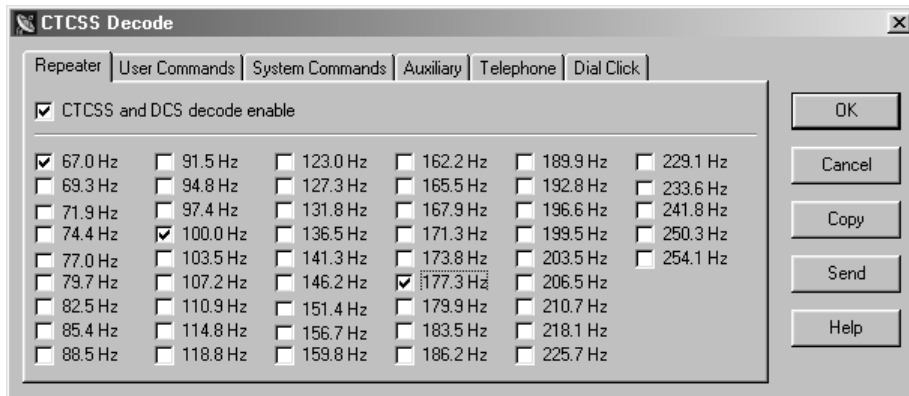 CTCSS Decode
Repeater User Commands System Commands Auxiliary Telephone Dial Click
CTCSS and DCS decode enable
67.0 Hz 91.5 Hz 123.0 Hz 162.2 Hz 189.9 Hz 229.1 Hz
69.3 Hz 94.8 Hz 127.3 Hz 165.5 Hz 192.8 Hz 233.6 Hz
71.9 Hz 97.4 Hz 131.8 Hz 167.9 Hz 196.6 Hz 241.8 Hz
74.4 Hz 100.0 Hz 136.5 Hz 171.3 Hz 199.5 Hz 250.3 Hz
77.0 Hz 103.5 Hz 141.3 Hz 173.8 Hz 203.5 Hz 254.1 Hz
79.7 Hz 107.2 Hz 146.2 Hz 177.3 Hz 206.5 Hz
82.5 Hz 110.9 Hz 151.4 Hz 179.9 Hz 210.7 Hz
85.4 Hz 114.8 Hz 156.7 Hz 183.5 Hz 218.1 Hz
88.5 Hz 118.8 Hz 159.8 Hz 186.2 Hz 225.7 Hz
OK
Cancel
Copy
Send
Help